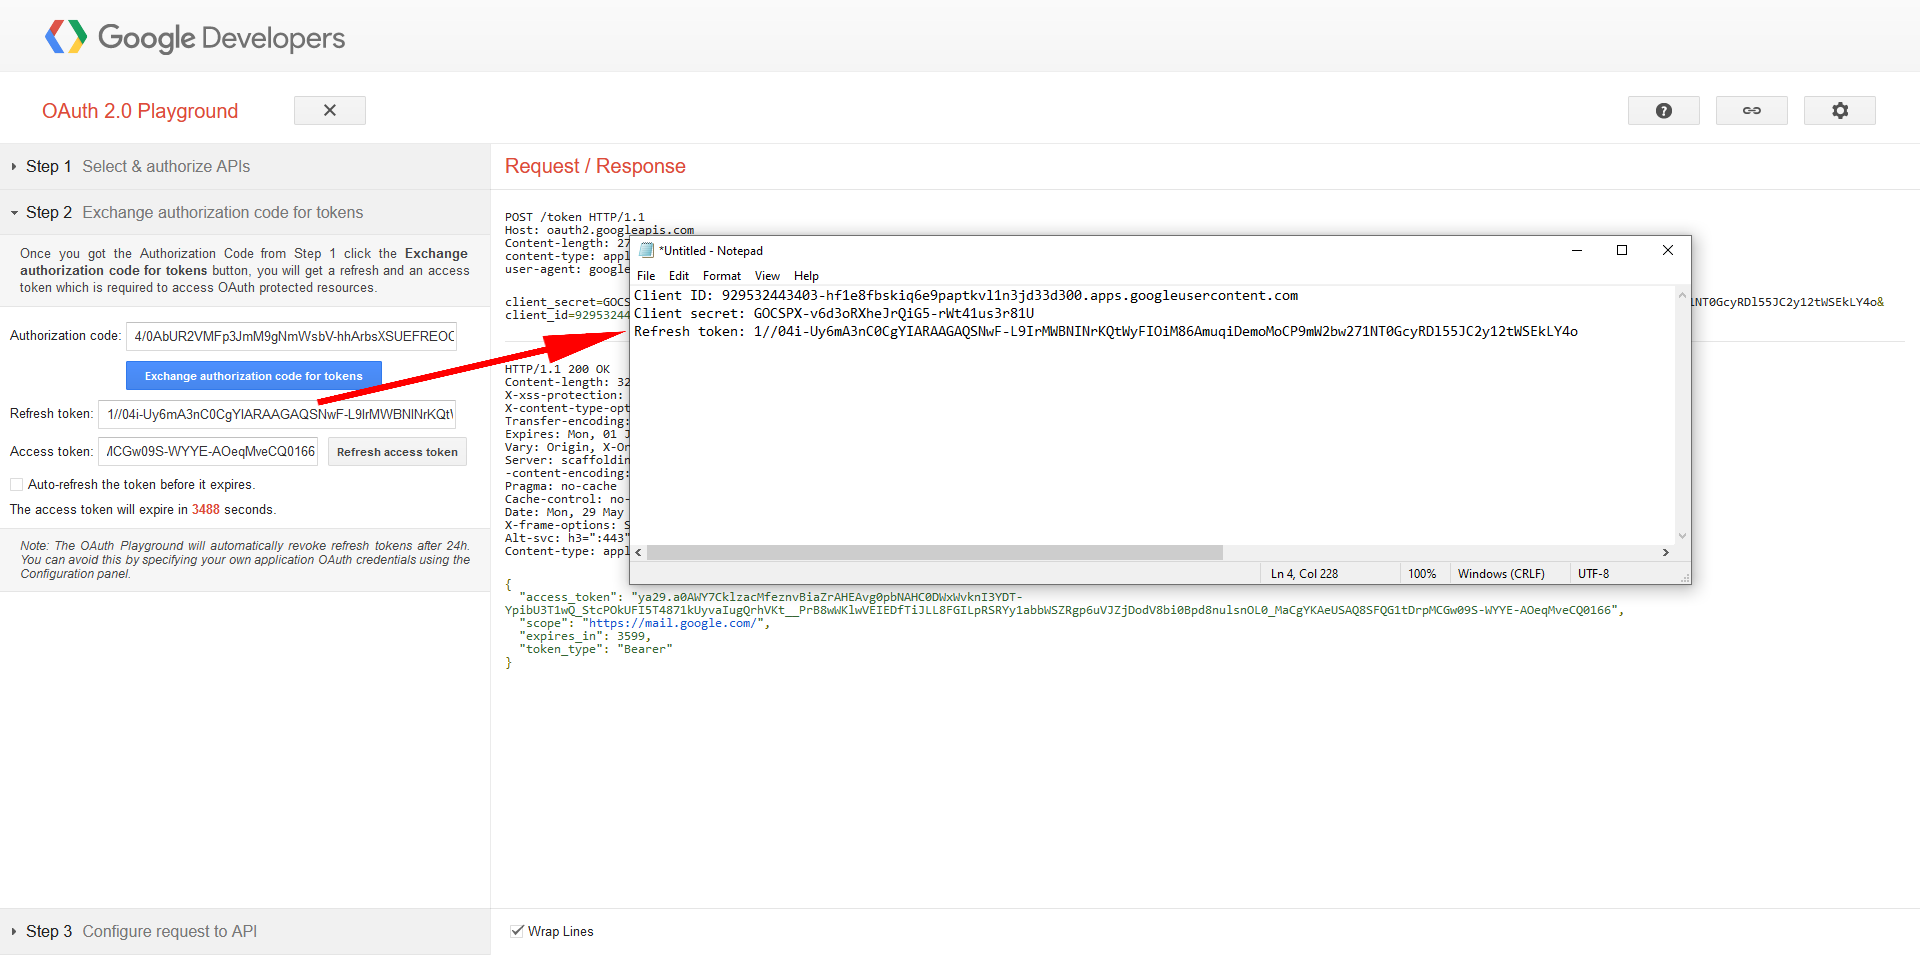 Google Developers
OAuth 2.0 Playground
Step 1 Select & authorize APIs
Step 2 Exchange authorization code for tokens
Once you got the Authorization Code from Step 1 click the Exchange
authorization code for tokens button, you will get a refresh and an access
token which is required to access OAuth protected resources.
Authorization code: 4/0AbUR2VMFp3JmM9gNmWsbV-hhArbsXSUEFREOC
Exchange authorization code for tokens
Refresh token: 1//04i-Uy6mA3nC0CgYIARAAGAQSNwF-L9IrMWBNINrKQtV
Access token: /lCGw09S-WYYE-AOeqMveCQ0166 Refresh access token
Auto-refresh the token before it expires.
The access token will expire in 3488 seconds.
Note: The OAuth Playground will automatically revoke refresh tokens after 24h.
You can avoid this by specifying your own application OAuth credentials using the
Configuration panel.
Step 3 Configure request to API
Request / Response
POST /token HTTP/1.1
Host: oauth2.googleapis.com
Content-length: 27
content-type: appl
user-agent: google
client_secret=GOCS
1NT0GcyRDl55JC2y12tWSEkLY4o&
client_id=92953244
HTTP/1.1 200 OK
Content-length: 32
X-xss-protection:
X-content-type-opt
Transfer-encoding:
Expires: Mon, 01 J
Vary: Origin, X-Or
Server: scaffoldin
-content-encoding:
Pragma: no-cache
Cache-control: no-
Date: Mon, 29 May
X-frame-options: S
Alt-svc: h3=":443"
Content-type: appl
{
"access_token": "ya29.a0AWY7CklzacMfeznvBiaZrAHEAvg0pbNAHC0DWxWvknI3YDT-
YpibU3T1wQ_StcPOkUFI5T4871kUyvaIugQrhVKt__PrB8wWKlwVEIEDfTiJLL8FGILpRSRYy1abbWSZRgp6uVJZjDodV8bi0Bpd8nulsnOL0_MaCgYKAeUSAQ8SFQG1tDrpMCGw09S-WYYE-AOeqMveCQ0166",
"scope": "https://mail.google.com/",
"expires_in": 3599,
"token_type": "Bearer"
}
Wrap Lines
*Untitled - Notepad
File Edit Format View Help
Client ID: 929532443403-hf1e8fbskiq6e9paptkvl1n3jd33d300.apps.googleusercontent.com
Client secret: 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
Refresh token: 1//04i-Uy6mA3nC0CgYIARAAGAQSNwF-L9IrMWBNINrKQtWyFIOiM86AmuqiDemoMoCP9mW2bw271NT0GcyRDl55JC2y12tWSEkLY4o
Ln 4, Col 228 100% Windows (CRLF) UTF-8